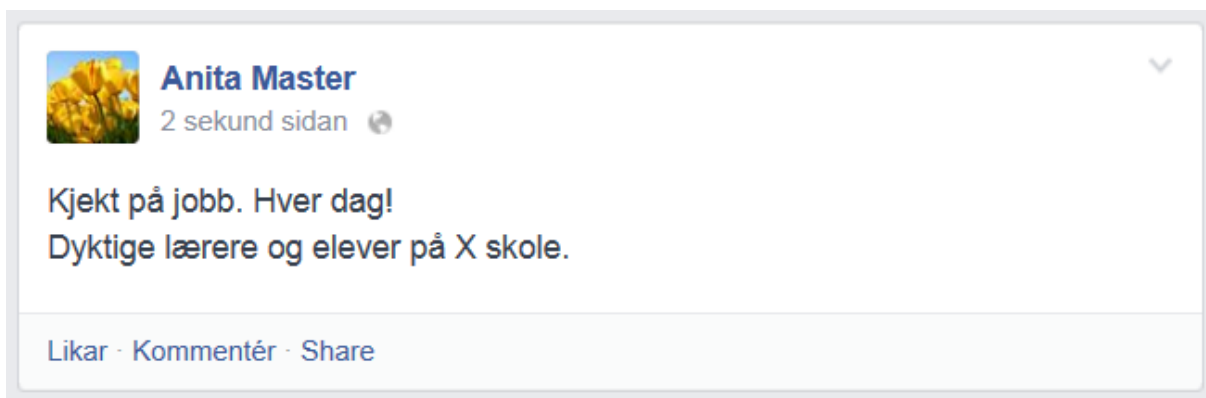 Anita Master
2 sekund sidan
Kjekt på jobb. Hver dag!
Dyktige lærere og elever på X skole.
Likar · Kommentér · Share